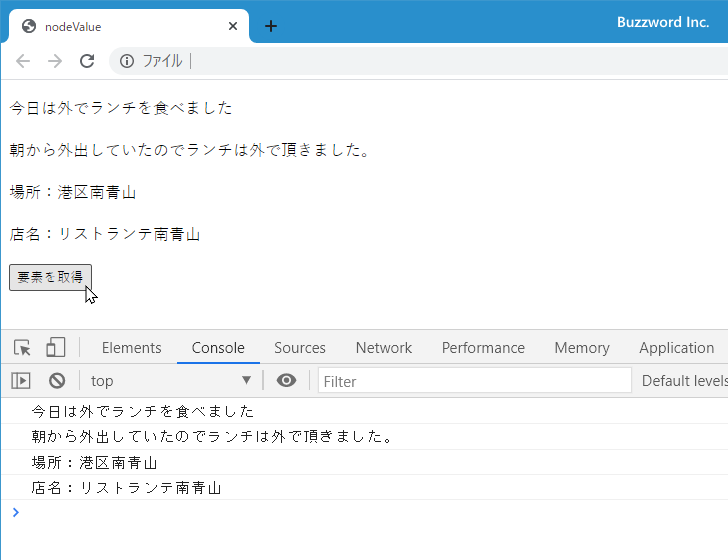 nodeValue
Buzzword Inc.
ファイル
今日は外でランチを食べました
朝から外出していたのでランチは外で頂きました。
場所：港区南青山
店名：リストランテ南青山
要素を取得
Elements Console Sources Network Performance Memory Application
top Filter Default levels
今日は外でランチを食べました
朝から外出していたのでランチは外で頂きました。
場所：港区南青山
店名：リストランテ南青山